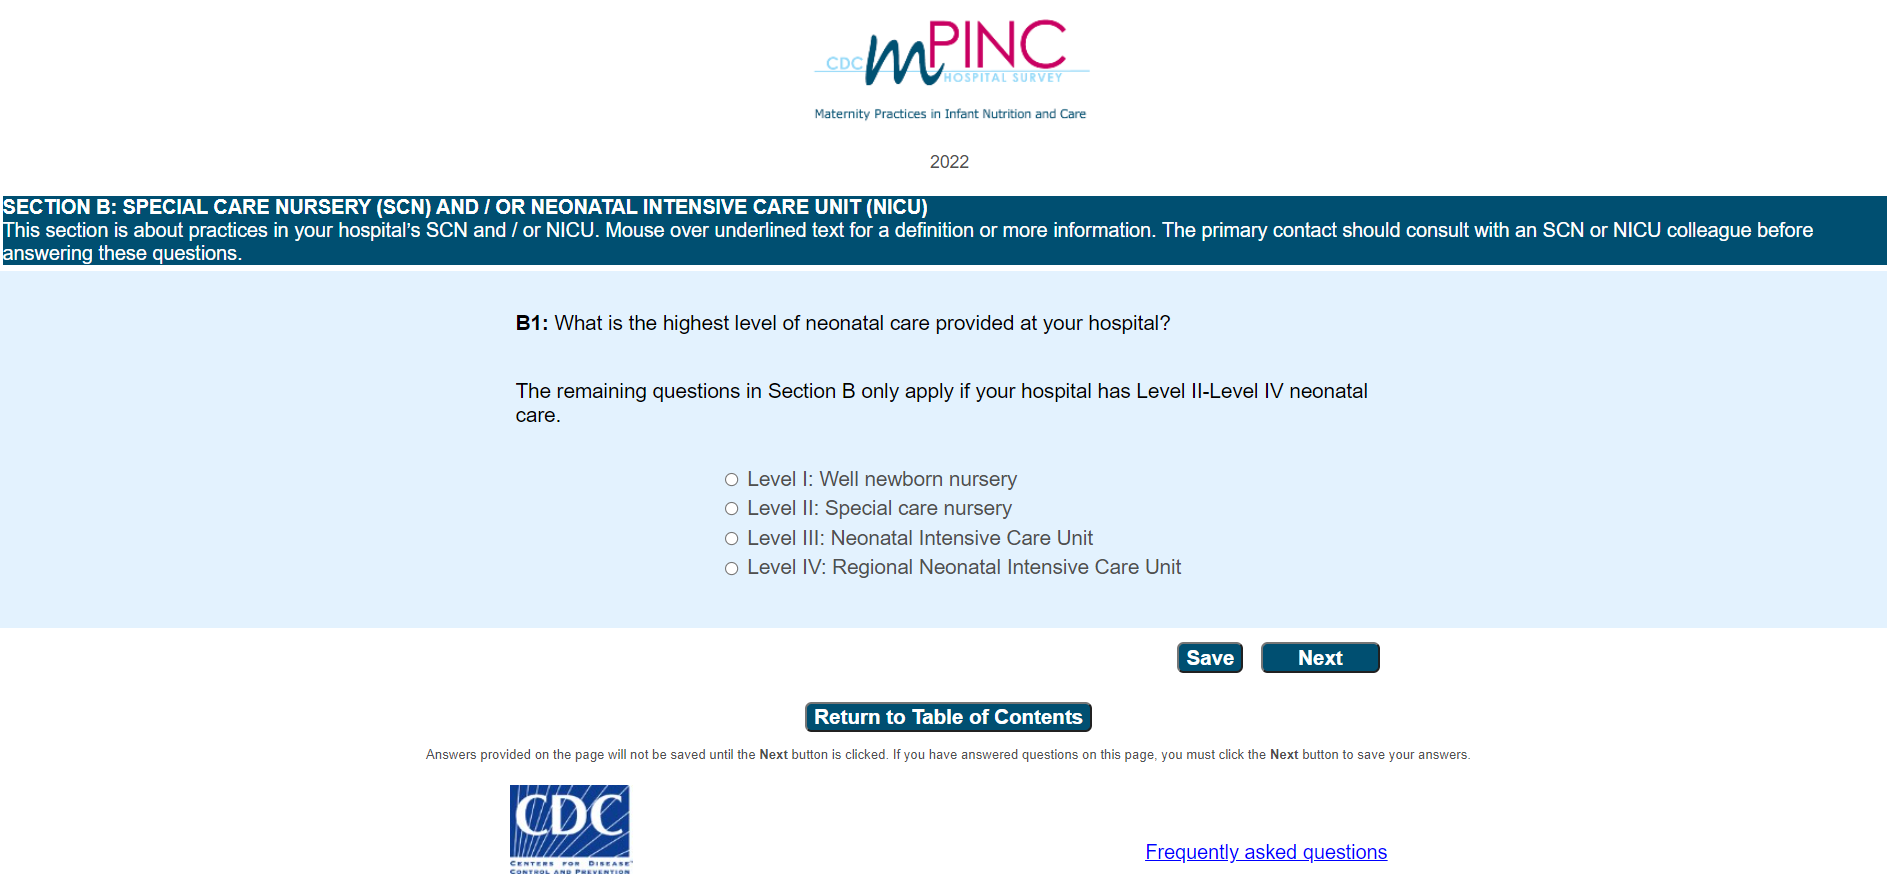 CDC mPINC
HOSPITAL SURVEY
Maternity Practices in Infant Nutrition and Care
2022
SECTION B: SPECIAL CARE NURSERY (SCN) AND / OR NEONATAL INTENSIVE CARE UNIT (NICU)
This section is about practices in your hospital’s SCN and / or NICU. Mouse over underlined text for a definition or more information. The primary contact should consult with an SCN or NICU colleague before
answering these questions.
B1: What is the highest level of neonatal care provided at your hospital?
The remaining questions in Section B only apply if your hospital has Level II-Level IV neonatal
care.
Level I: Well newborn nursery
Level II: Special care nursery
Level III: Neonatal Intensive Care Unit
Level IV: Regional Neonatal Intensive Care Unit
Save Next
Return to Table of Contents
Answers provided on the page will not be saved until the Next button is clicked. If you have answered questions on this page, you must click the Next button to save your answers.
CDC
CENTERS FOR DISEASE™
CONTROL AND PREVENTION
Frequently asked questions